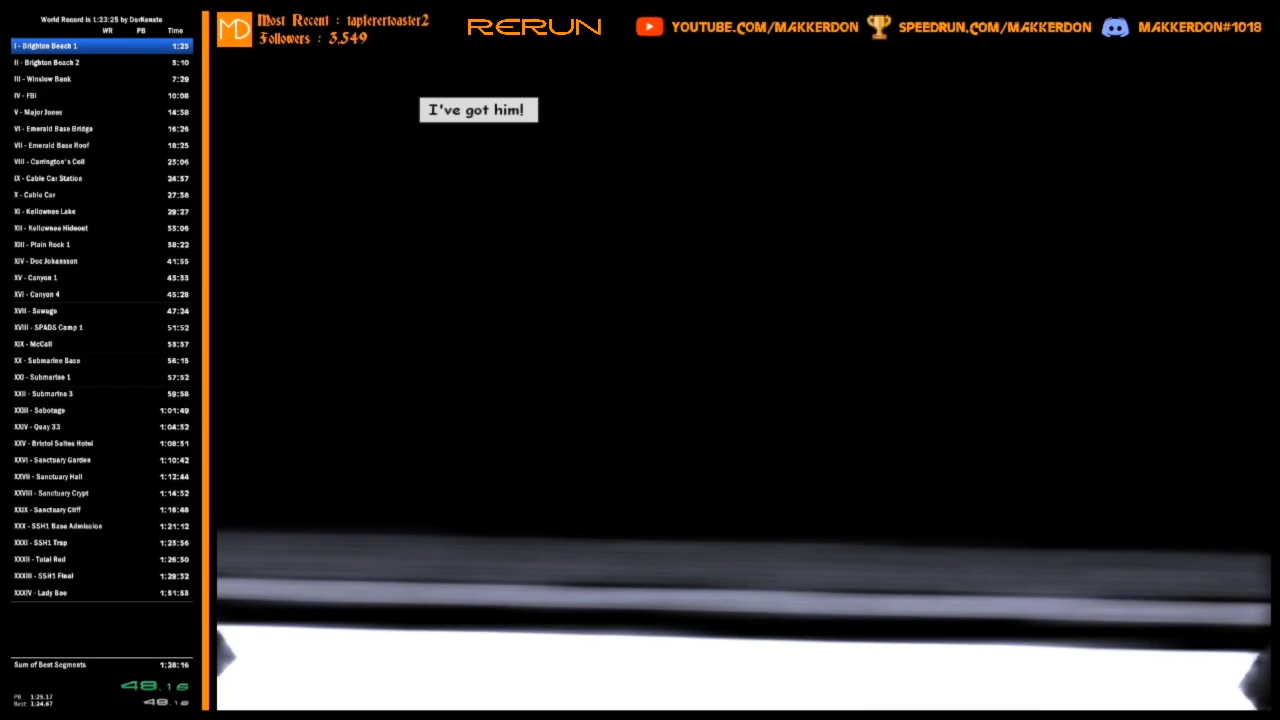 World Record is 1:23:25 by DerKenste
WR PB Time
I - Brighton Beach 1 1:25
II - Brighton Beach 2 5:10
III - Winslow Bank 7:29
IV - FBI 10:08
V - Major Jones 14:38
VI - Emerald Base Bridge 16:26
VII - Emerald Base Roof 18:25
VIII - Carrington's Cell 23:06
IX - Cable Car Station 24:37
X - Cable Car 27:36
XI - Kellownee Lake 29:27
XII - Kellownee Hideout 33:06
XIII - Plain Rock 1 38:22
XIV - Doc Johansson 41:55
XV - Canyon 1 43:33
XVI - Canyon 4 45:28
XVII - Sewage 47:24
XVIII - SPADS Camp 1 51:52
XIX - McCall 53:37
XX - Submarine Base 56:15
XXI - Submarine 1 57:52
XXII - Submarine 3 59:58
XXIII - Sabotage 1:01:49
XXIV - Quay 33 1:04:52
XXV - Bristol Suites Hotel 1:08:51
XXVI - Sanctuary Garden 1:10:42
XXVII - Sanctuary Hall 1:12:44
XXVIII - Sanctuary Crypt 1:14:52
XXIX - Sanctuary Cliff 1:16:48
XXX - SSH1 Base Admission 1:21:12
XXXI - SSH1 Trap 1:23:56
XXXII - Total Red 1:26:30
XXXIII - SSH1 Final 1:29:32
XXXIV - Lady Bee 1:31:33
Sum of Best Segments 1:28:16
48.16
PB 1:25.17
Best: 1:24.67
48.16
MD
Most Recent : tapferertoaster2
Followers : 3,549
RERUN
YOUTUBE.COM/MAKKERDON
SPEEDRUN.COM/MAKKERDON
MAKKERDON#1018
I've got him!